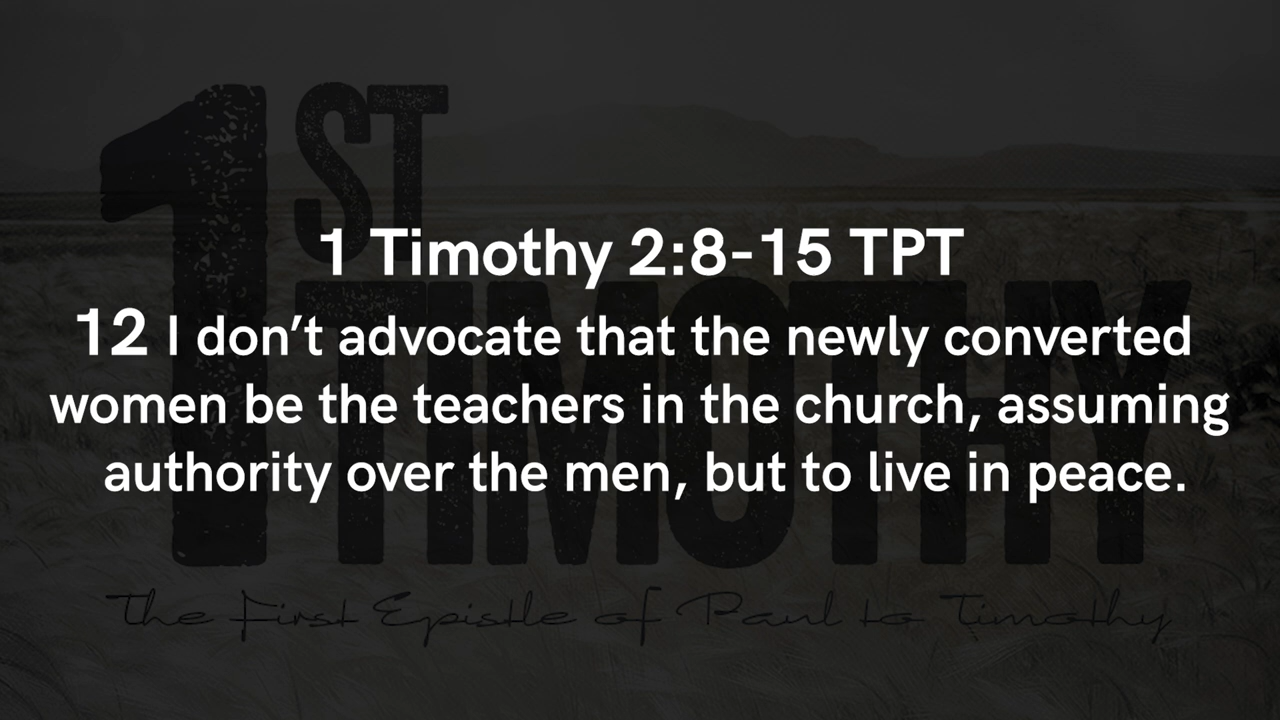 1ST
TIMOTHY
1 Timothy 2:8-15 TPT
12 I don’t advocate that the newly converted
women be the teachers in the church, assuming
authority over the men, but to live in peace.
The First Epistle of Paul to Timothy